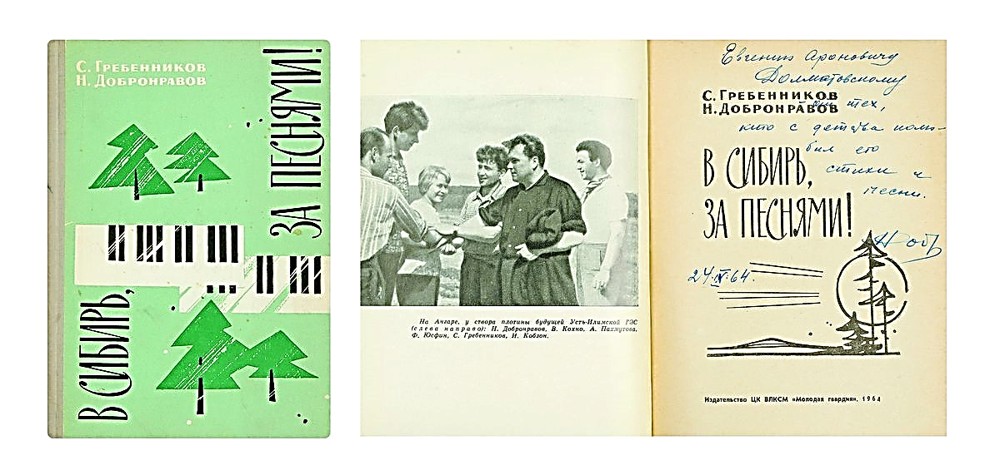 С. ГРЕБЕННИКОВ
Н. ДОБРОНРАВОВ
В СИБИРЬ,
ЗА ПЕСНЯМИ!
На Ангаре, у створа плотины будущей Усть-Илимской ГЭС
(слева направо): Н. Добронравов, В. Кохно, А. Пахмутова,
Ф. Юсфин, С. Гребенников, И. Кобзон.
Евгению Ароновичу
Долматовскому
С. ГРЕБЕННИКОВ
Н. ДОБРОНРАВОВ
от тех,
кто с детства полю-
бил его
стихи и
песни.
В СИБИРЬ,
ЗА ПЕСНЯМИ!
24.IV.64.
Издательство ЦК ВЛКСМ «Молодая гвардия», 1964